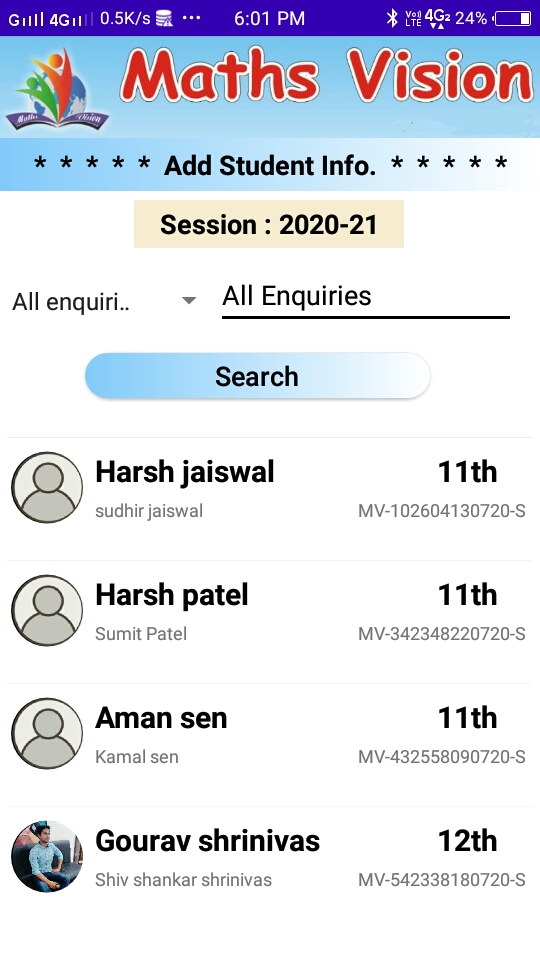 4G 0.5K/s ... 6:01 PM VoI) LTE 4G2 24%
Maths Vision
Maths Vision
* * * * * Add Student Info. * * * * *
Session : 2020-21
All enquiri.. All Enquiries
Search
Harsh jaiswal 11th
sudhir jaiswal MV-102604130720-S
Harsh patel 11th
Sumit Patel MV-342348220720-S
Aman sen 11th
Kamal sen MV-432558090720-S
Gourav shrinivas 12th
Shiv shankar shrinivas MV-542338180720-S